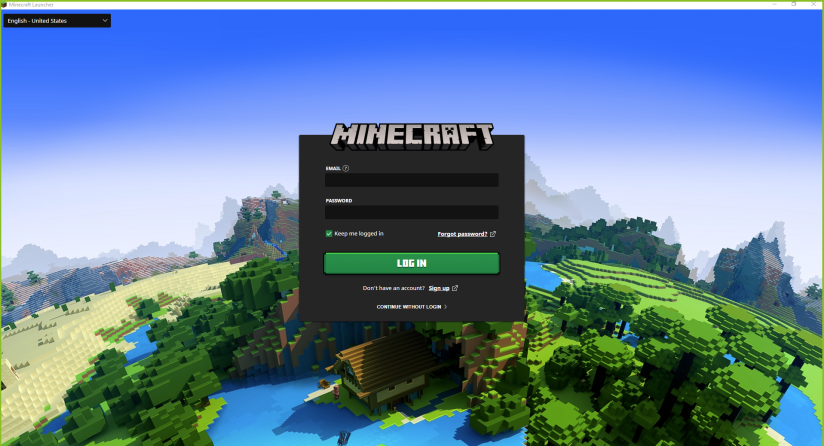 Minecraft Launcher
English - United States
MINECRAFT
EMAIL ?
PASSWORD
Keep me logged in
Forgot password?
LOG IN
Don't have an account? Sign up
CONTINUE WITHOUT LOGIN